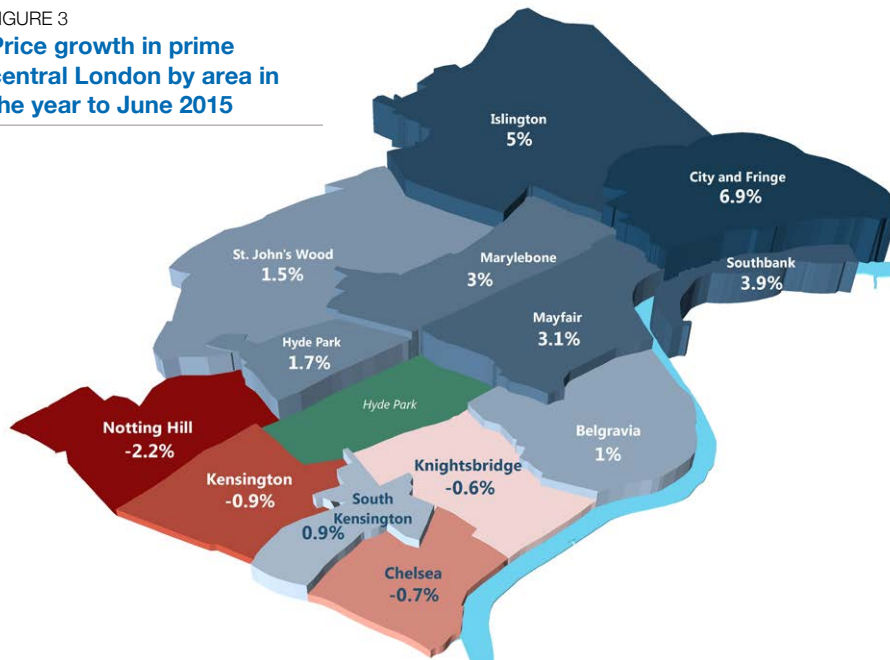 IGURE 3
Price growth in prime
central London by area in
the year to June 2015
Islington
5%
City and Fringe
6.9%
St. John's Wood
1.5%
Marylebone
3%
Southbank
3.9%
Mayfair
3.1%
Hyde Park
1.7%
Hyde Park
Notting Hill
-2.2%
Belgravia
1%
Kensington
-0.9%
Knightsbridge
-0.6%
South
Kensington
0.9%
Chelsea
-0.7%